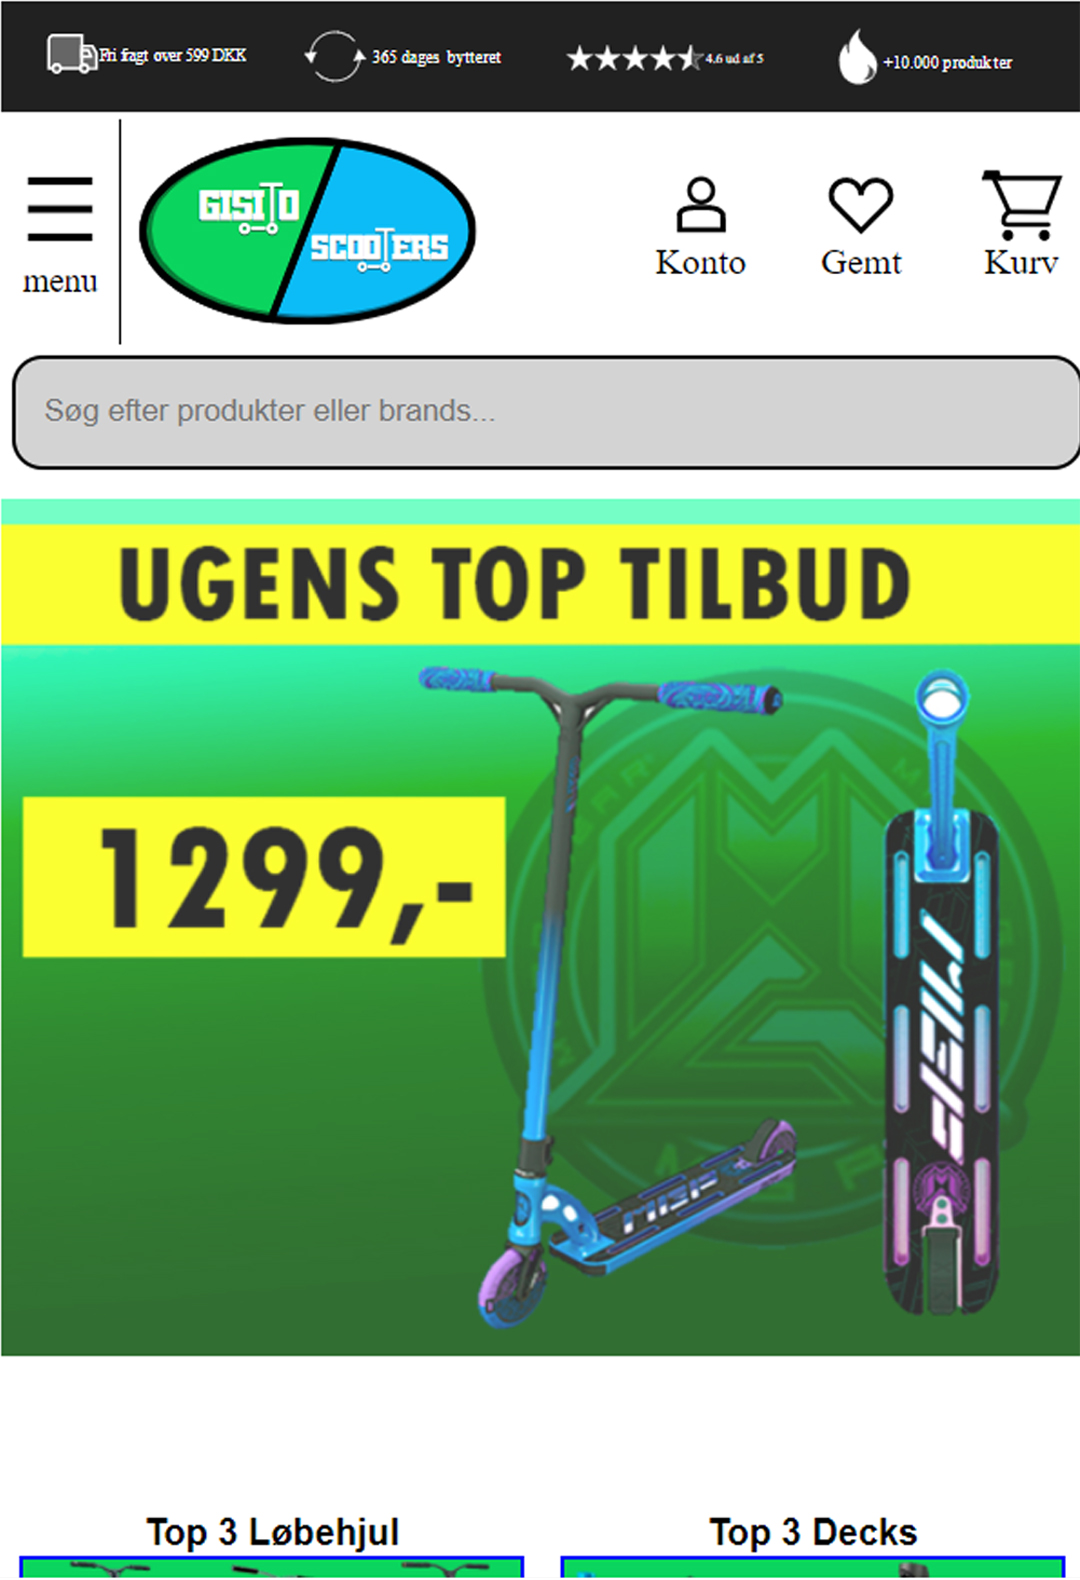 Fri fragt over 599 DKK
365 dages bytteret
4.6 ud af 5
+10.000 produkter
menu
GISITO
SCOOTERS
Konto
Gemt
Kurv
Søg efter produkter eller brands...
UGENS TOP TILBUD
1299,-
MGP
Top 3 Løbehjul
Top 3 Decks